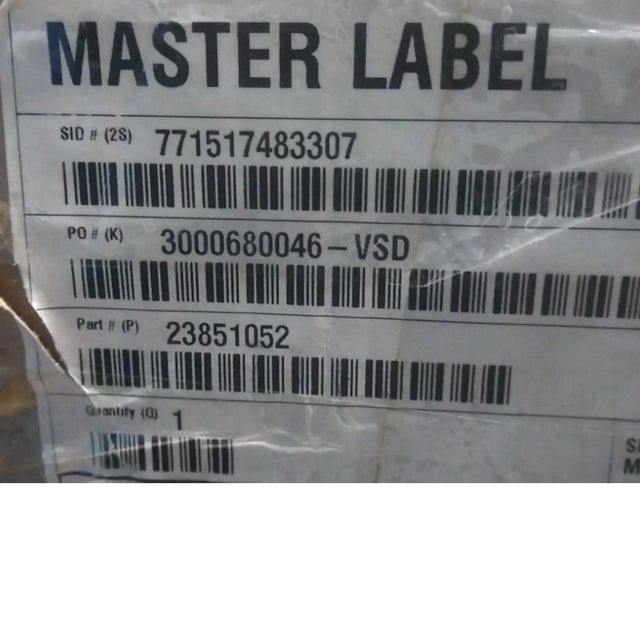 MASTER LABEL
SID # (2S) 771517483307
PO # (K) 3000680046-VSD
Part # (P) 23851052
Quantity (Q) 1